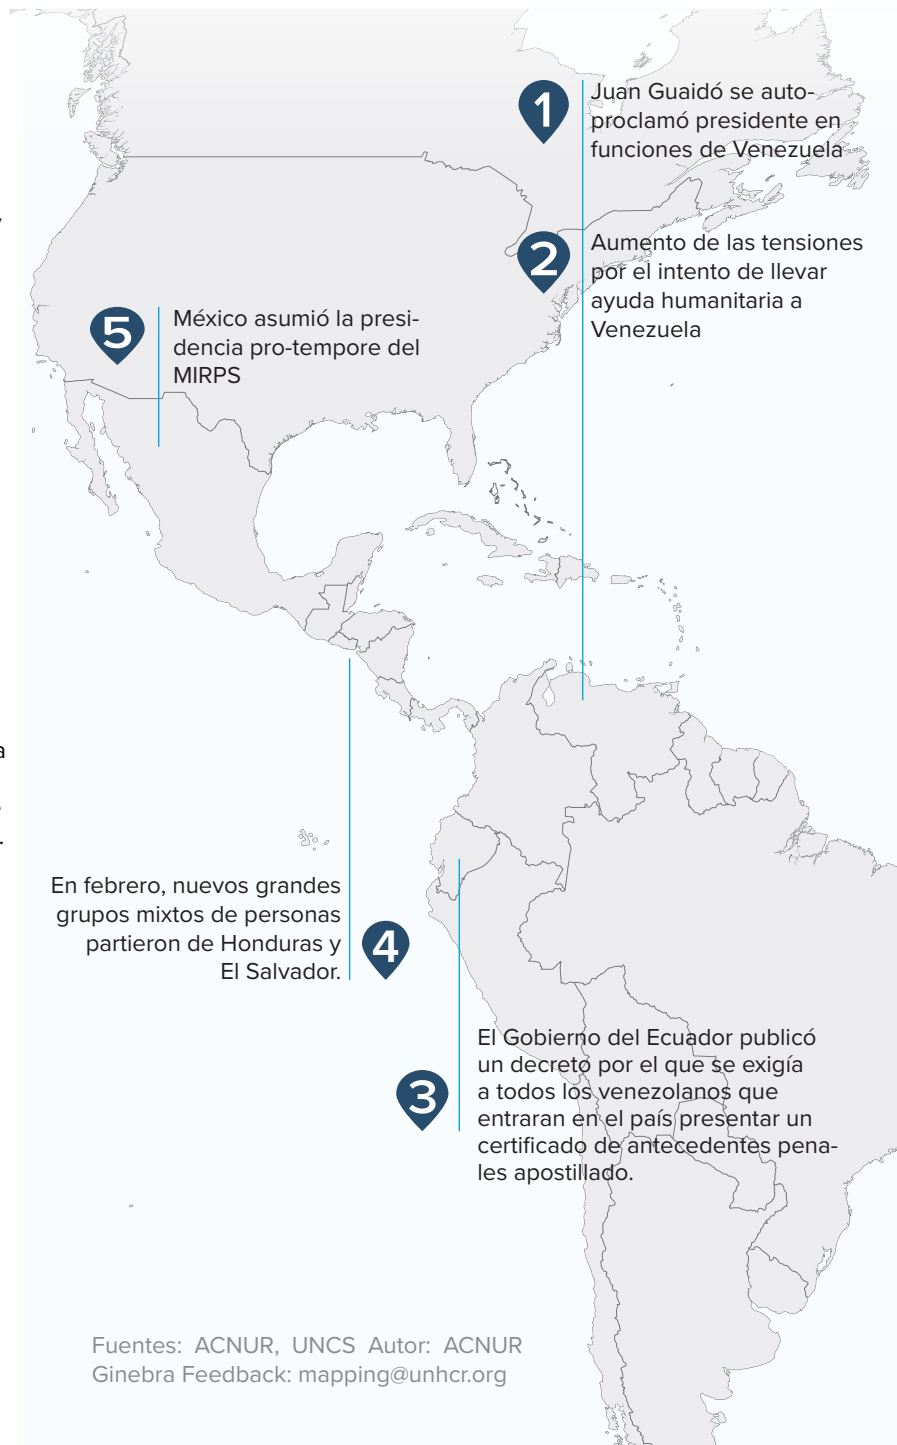 1
Juan Guaidó se auto-
proclamó presidente en
funciones de Venezuela
2
Aumento de las tensiones
por el intento de llevar
ayuda humanitaria a
Venezuela
5
México asumió la presi-
dencia pro-tempore del
MIRPS
a
.
En febrero, nuevos grandes
grupos mixtos de personas
partieron de Honduras y
El Salvador.
4
El Gobierno del Ecuador publicó
un decreto por el que se exigía
a todos los venezolanos que
entraran en el país presentar un
certificado de antecedentes pena-
les apostillado.
3
Fuentes: ACNUR, UNCS Autor: ACNUR
Ginebra Feedback: mapping@unhcr.org